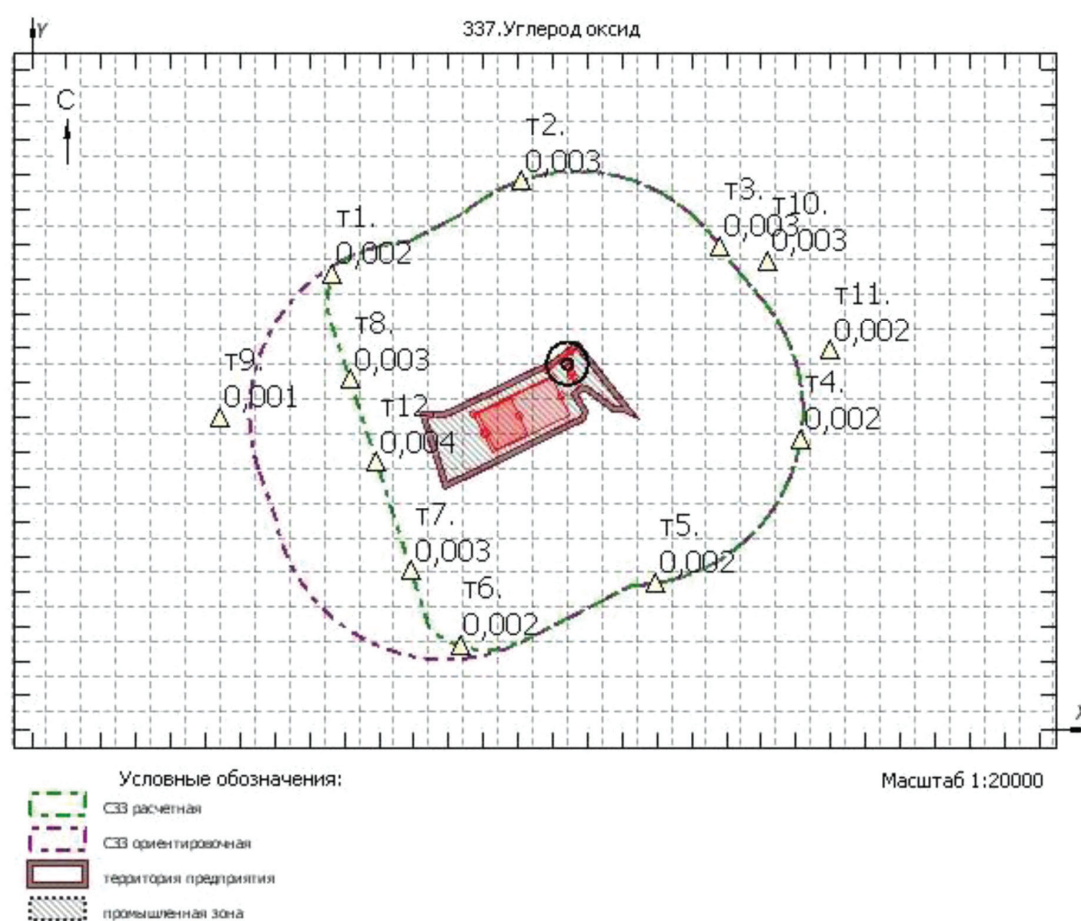 Y
337.Углерод оксид
С
т2.
0,003
т3.
0,003
т10.
0,003
т1.
0,002
т11.
0,002
т8.
0,003
т9.
0,001
т4.
0,002
т12.
0,004
т7.
0,003
т5.
0,002
т6.
0,002
X
Условные обозначения:
Масштаб 1:20000
СЗЗ расчетная
СЗЗ ориентировочная
территория предприятия
промышленная зона